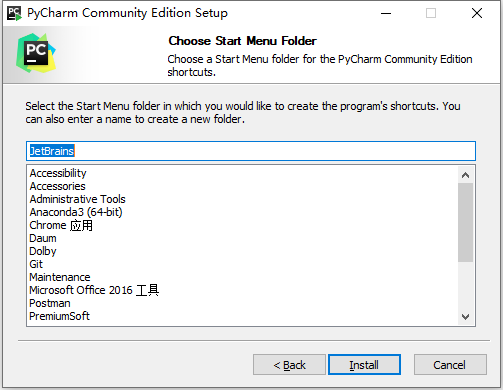 PyCharm Community Edition Setup
PC
Choose Start Menu Folder
Choose a Start Menu folder for the PyCharm Community Edition
shortcuts.
Select the Start Menu folder in which you would like to create the program's shortcuts. You
can also enter a name to create a new folder.
JetBrains
Accessibility
Accessories
Administrative Tools
Anaconda3 (64-bit)
Chrome 应用
Daum
Dolby
Git
Maintenance
Microsoft Office 2016 工具
Postman
PremiumSoft
< Back
Install
Cancel